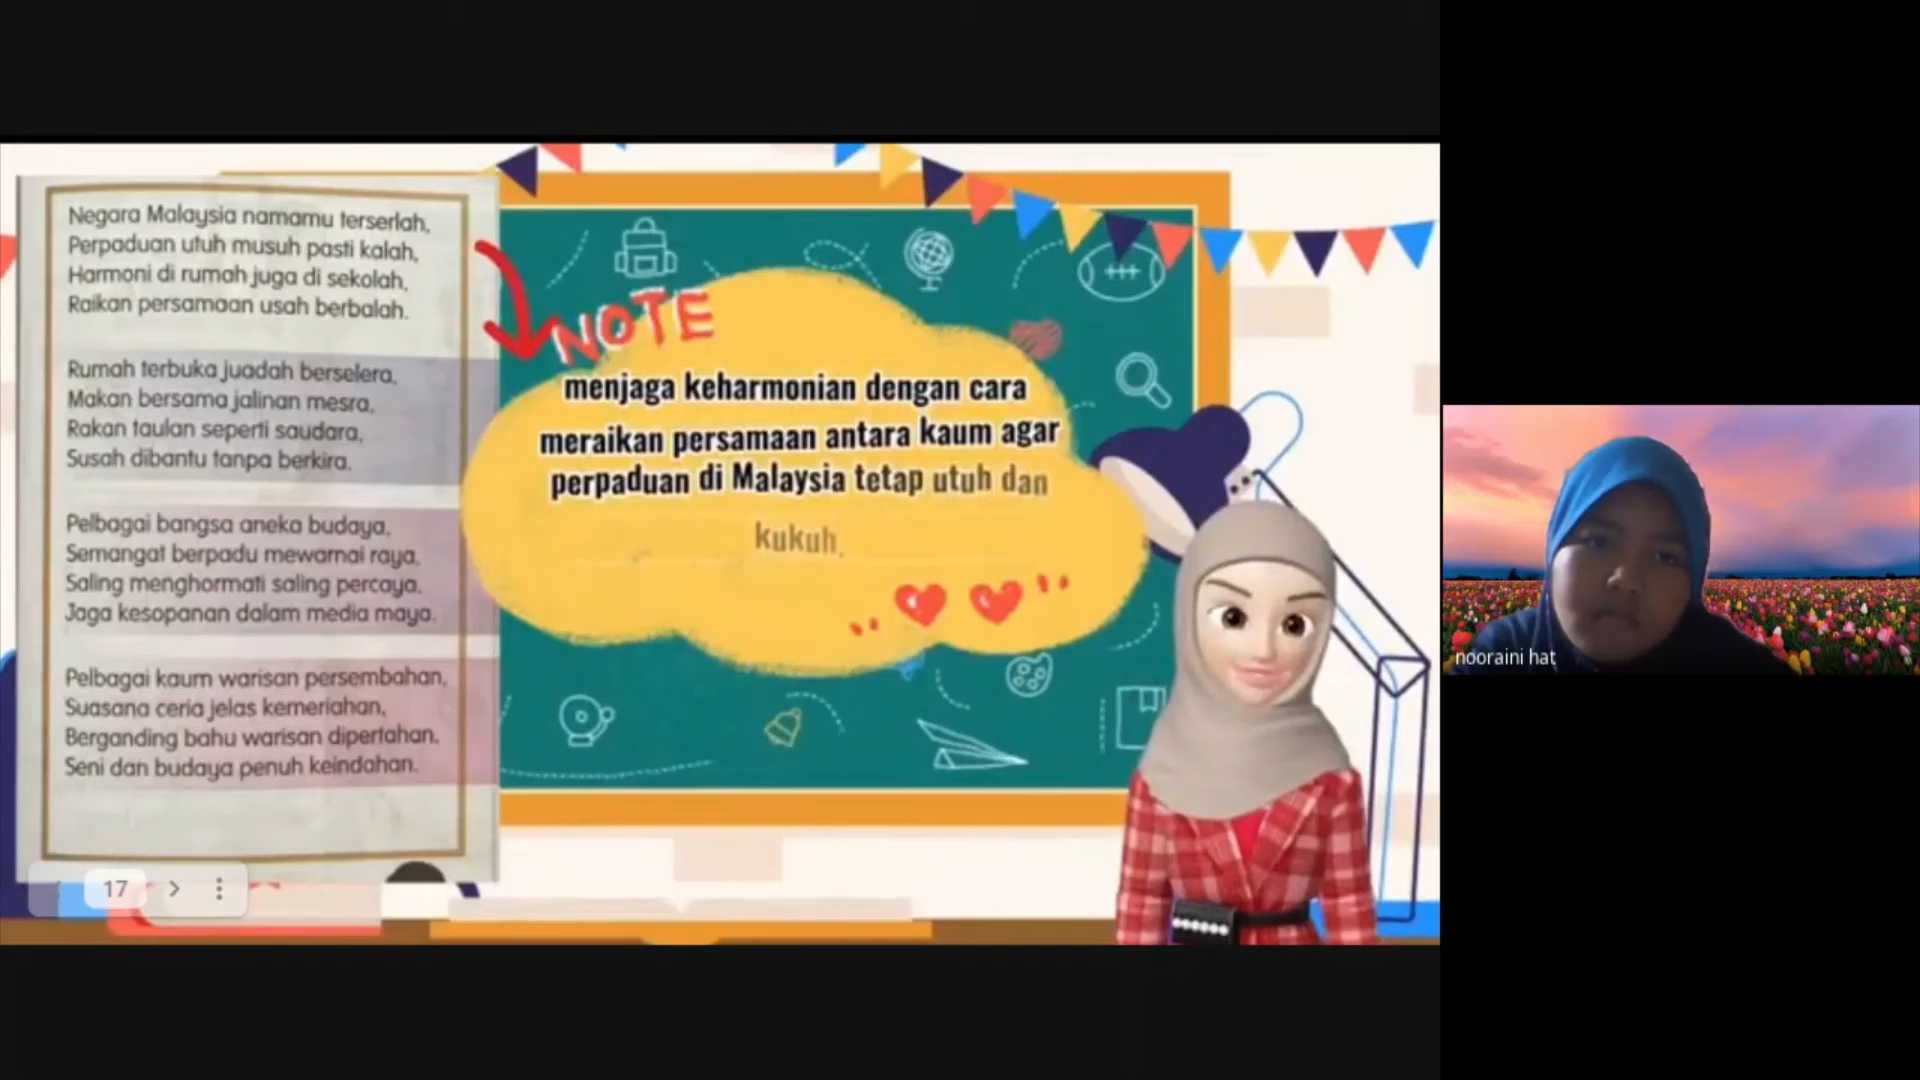 Negara Malaysia namamu terserlah,
Perpaduan utuh musuh pasti kalah,
Harmoni di rumah juga di sekolah,
Raikan persamaan usah berbalah.
Rumah terbuka juadah berselera,
Makan bersama jalinan mesra,
Rakan taulan seperti saudara,
Susah dibantu tanpa berkira.
Pelbagai bangsa aneka budaya,
Semangat berpadu mewarnai raya,
Saling menghormati saling percaya,
Jaga kesopanan dalam media maya.
Pelbagai kaum warisan persembahan,
Suasana ceria jelas kemeriahan,
Berganding bahu warisan dipertahan,
Seni dan budaya penuh keindahan.
NOTE
menjaga keharmonian dengan cara
meraikan persamaan antara kaum agar
perpaduan di Malaysia tetap utuh dan
kukuh.
17
nooraini hat